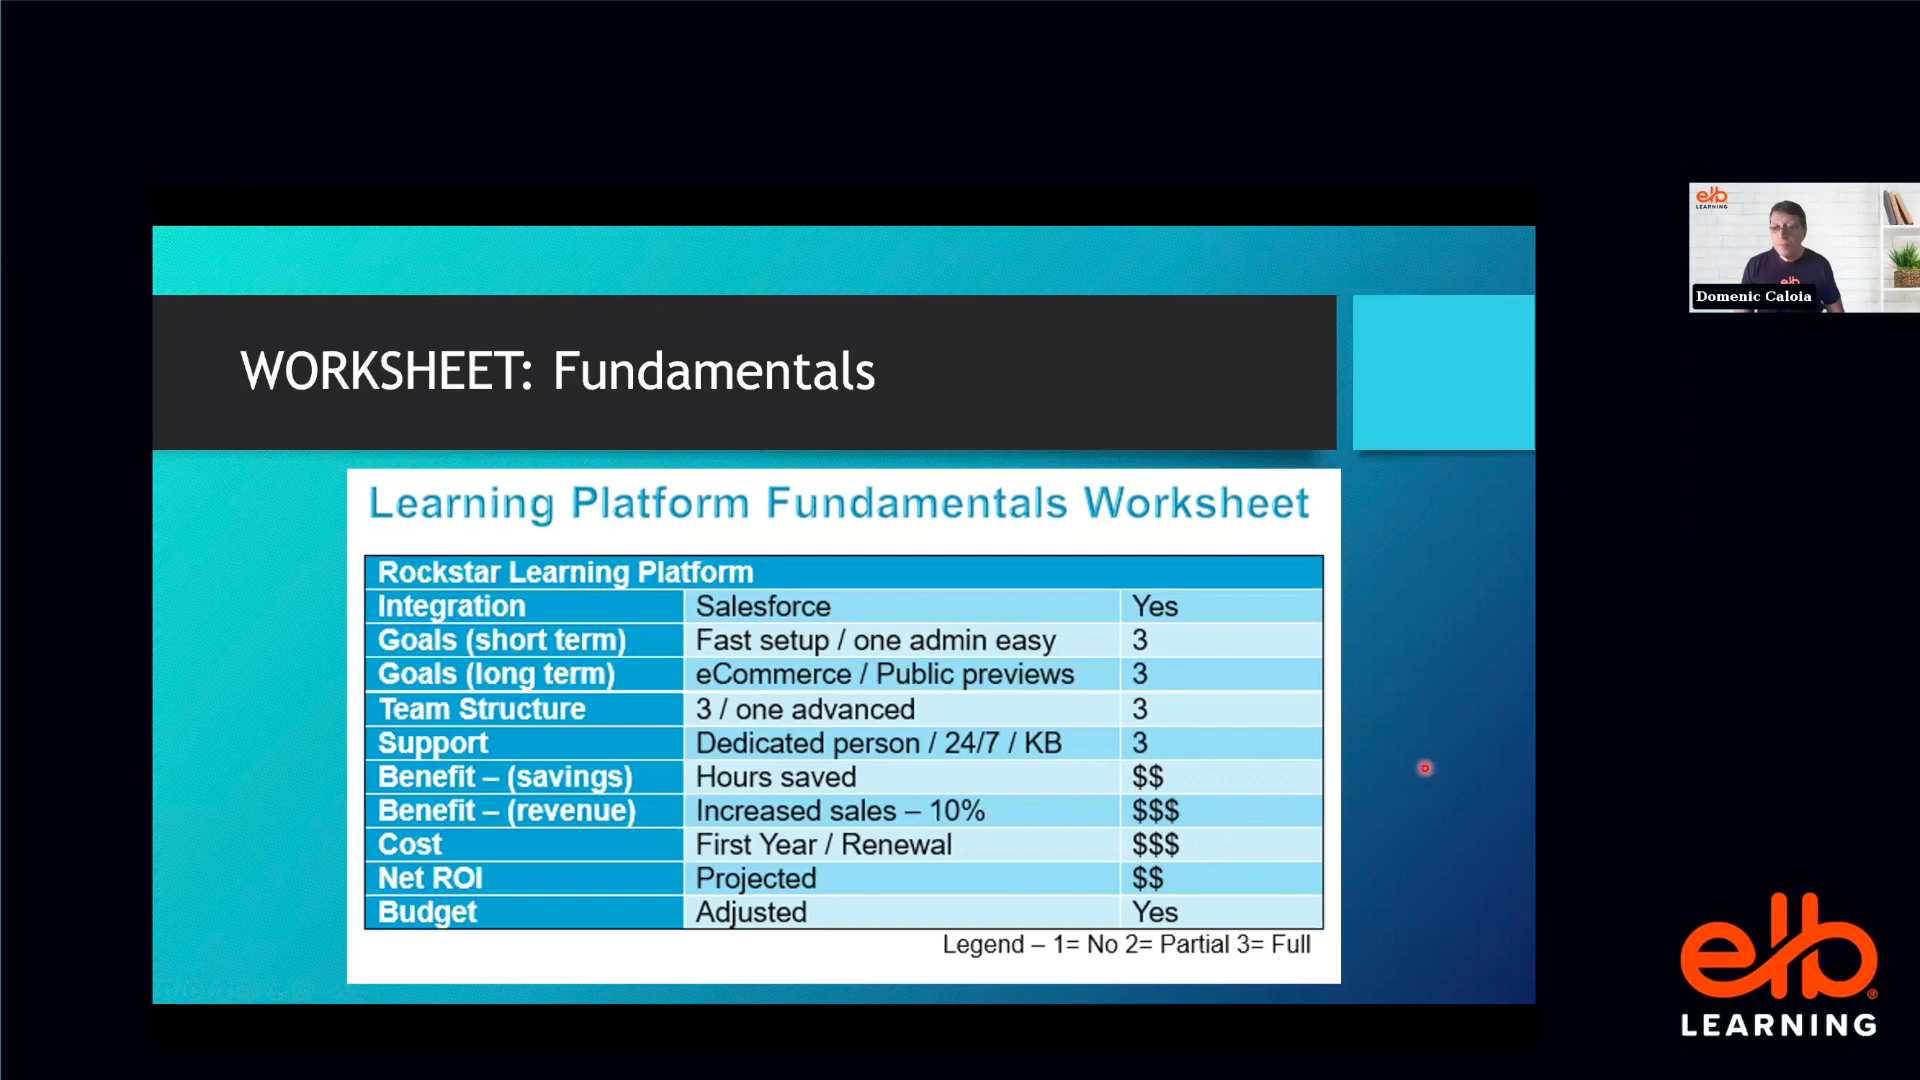 WORKSHEET: Fundamentals
Learning Platform Fundamentals Worksheet
Rockstar Learning Platform
Integration Salesforce Yes
Goals (short term) Fast setup / one admin easy 3
Goals (long term) eCommerce / Public previews 3
Team Structure 3 / one advanced 3
Support Dedicated person / 24/7 / KB 3
Benefit – (savings) Hours saved $$
Benefit – (revenue) Increased sales – 10% $$$
Cost First Year / Renewal $$$
Net ROI Projected $$
Budget Adjusted Yes
Legend – 1= No 2= Partial 3= Full
elb
LEARNING
elb
Domenic Caloia
elb®
LEARNING